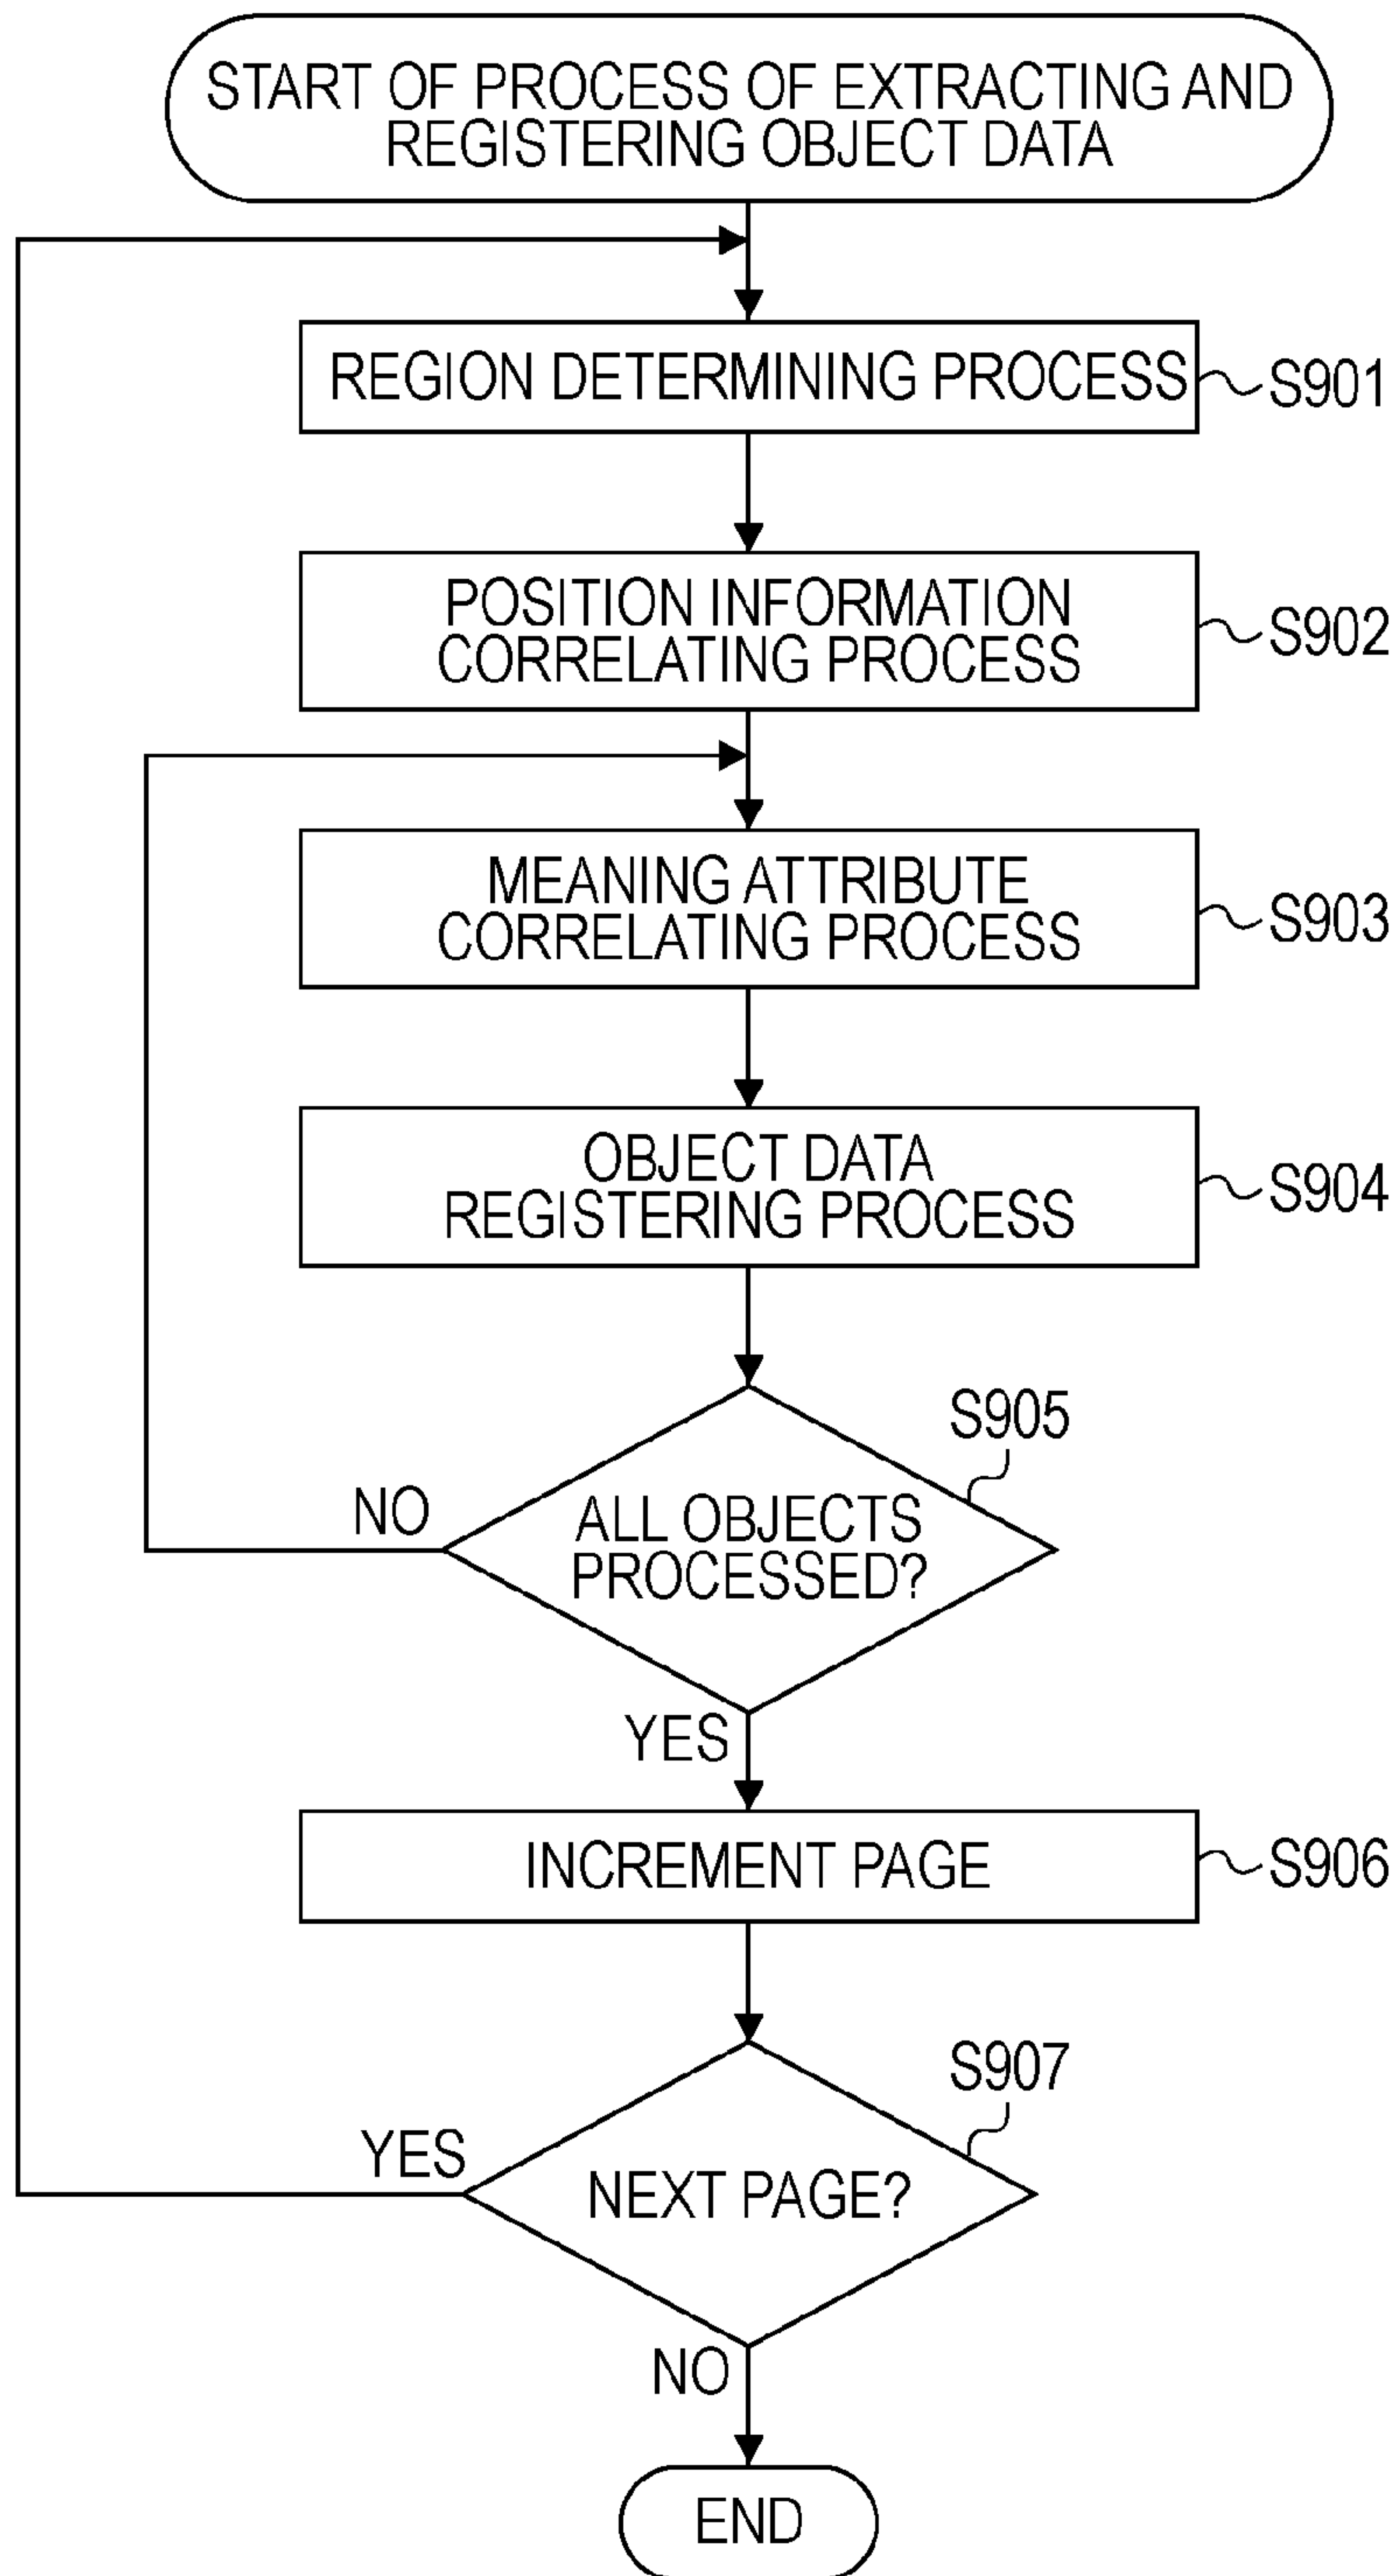 START OF PROCESS OF EXTRACTING AND
REGISTERING OBJECT DATA
REGION DETERMINING PROCESS
S901
POSITION INFORMATION
CORRELATING PROCESS
S902
MEANING ATTRIBUTE
CORRELATING PROCESS
S903
OBJECT DATA
REGISTERING PROCESS
S904
S905
NO
ALL OBJECTS
PROCESSED?
YES
INCREMENT PAGE
S906
S907
YES
NEXT PAGE?
NO
END